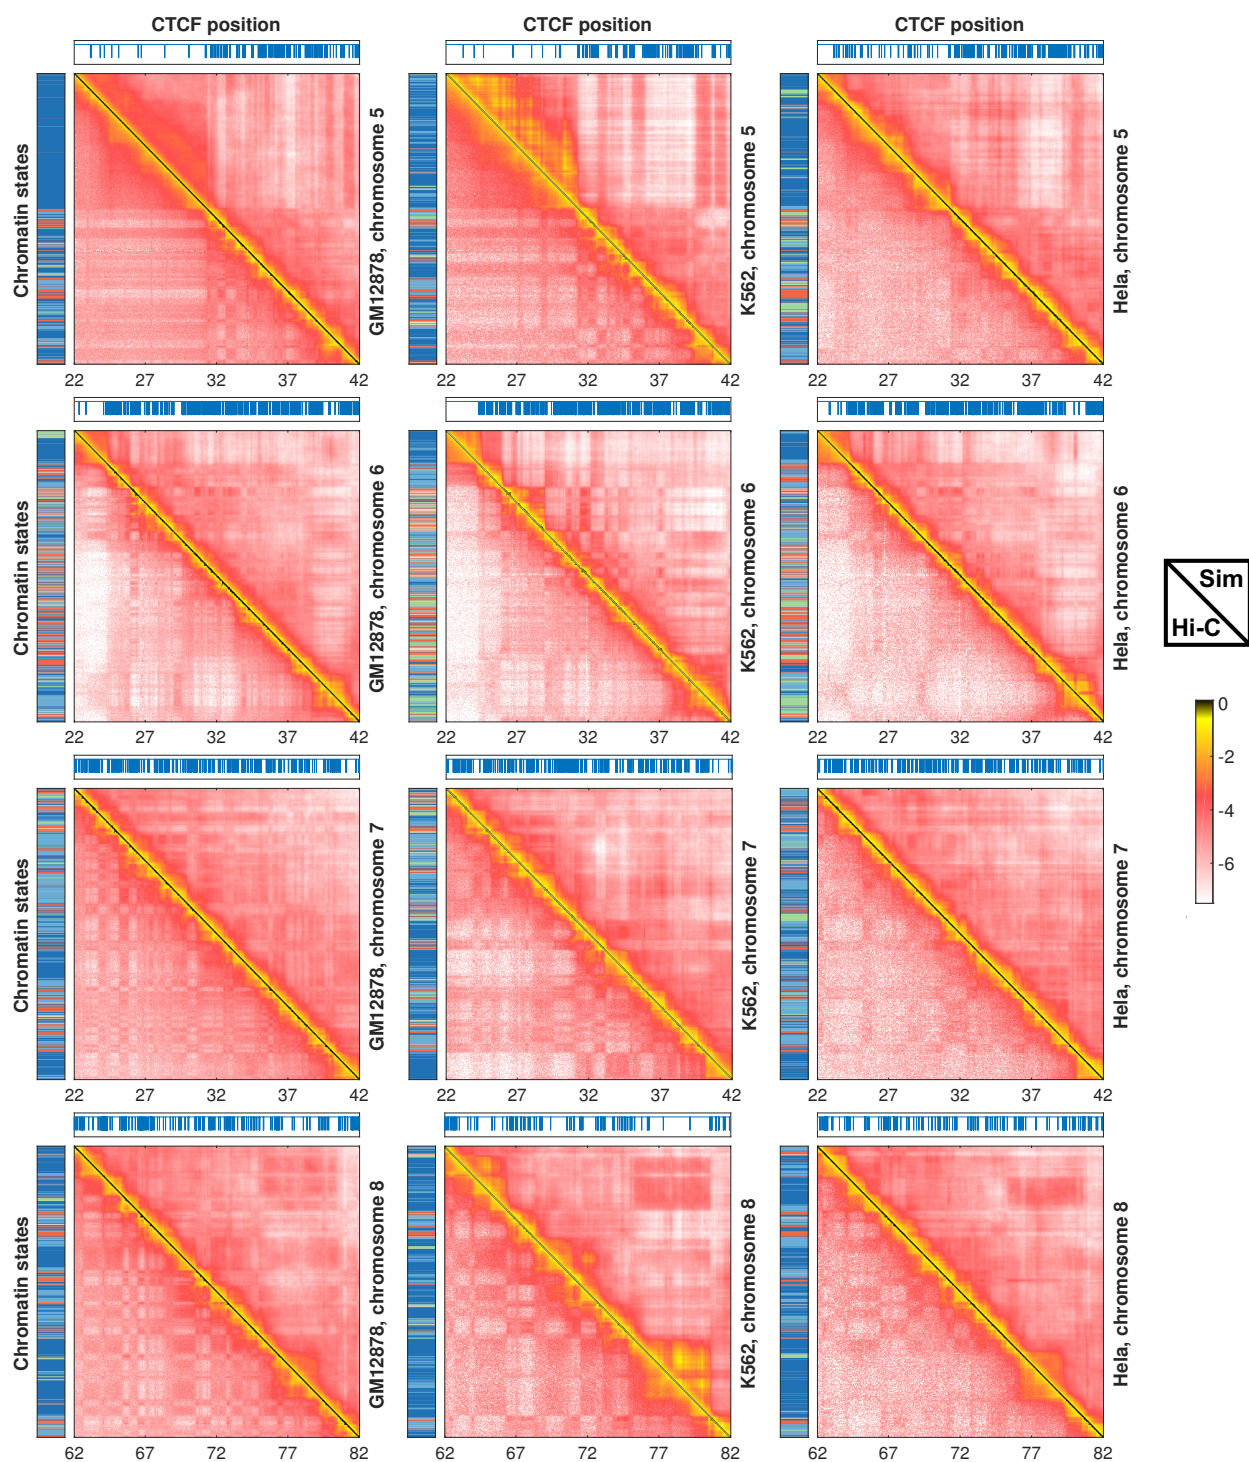 CTCF position CTCF position CTCF position
Chromatin states GM12878, chromosome 5 K562, chromosome 5 Hela, chromosome 5
22 27 32 37 42 22 27 32 37 42 22 27 32 37 42
Chromatin states GM12878, chromosome 6 K562, chromosome 6 Hela, chromosome 6
22 27 32 37 42 22 27 32 37 42 22 27 32 37 42
Sim
Hi-C
0
-2
-4
-6
Chromatin states GM12878, chromosome 7 K562, chromosome 7 Hela, chromosome 7
22 27 32 37 42 22 27 32 37 42 22 27 32 37 42
Chromatin states GM12878, chromosome 8 K562, chromosome 8 Hela, chromosome 8
62 67 72 77 82 62 67 72 77 82 62 67 72 77 82